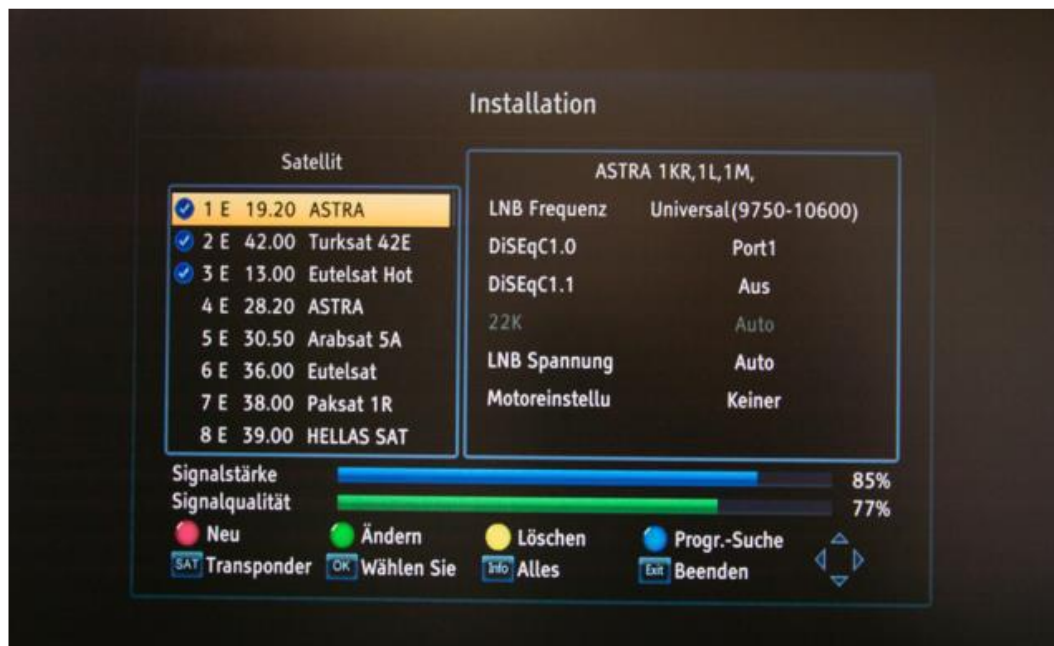 Installation
Satellit
1 E 19.20 ASTRA
2 E 42.00 Turksat 42E
3 E 13.00 Eutelsat Hot
4 E 28.20 ASTRA
5 E 30.50 Arabsat 5A
6 E 36.00 Eutelsat
7 E 38.00 Paksat 1R
8 E 39.00 HELLAS SAT
ASTRA 1KR,1L,1M,
LNB Frequenz Universal(9750-10600)
DiSEqC1.0 Port1
DiSEqC1.1 Aus
22K Auto
LNB Spannung Auto
Motoreinstellu Keiner
Signalstärke 85%
Signalqualität 77%
Neu Ändern Löschen Progr.-Suche
SAT Transponder OK Wählen Sie Info Alles Exit Beenden